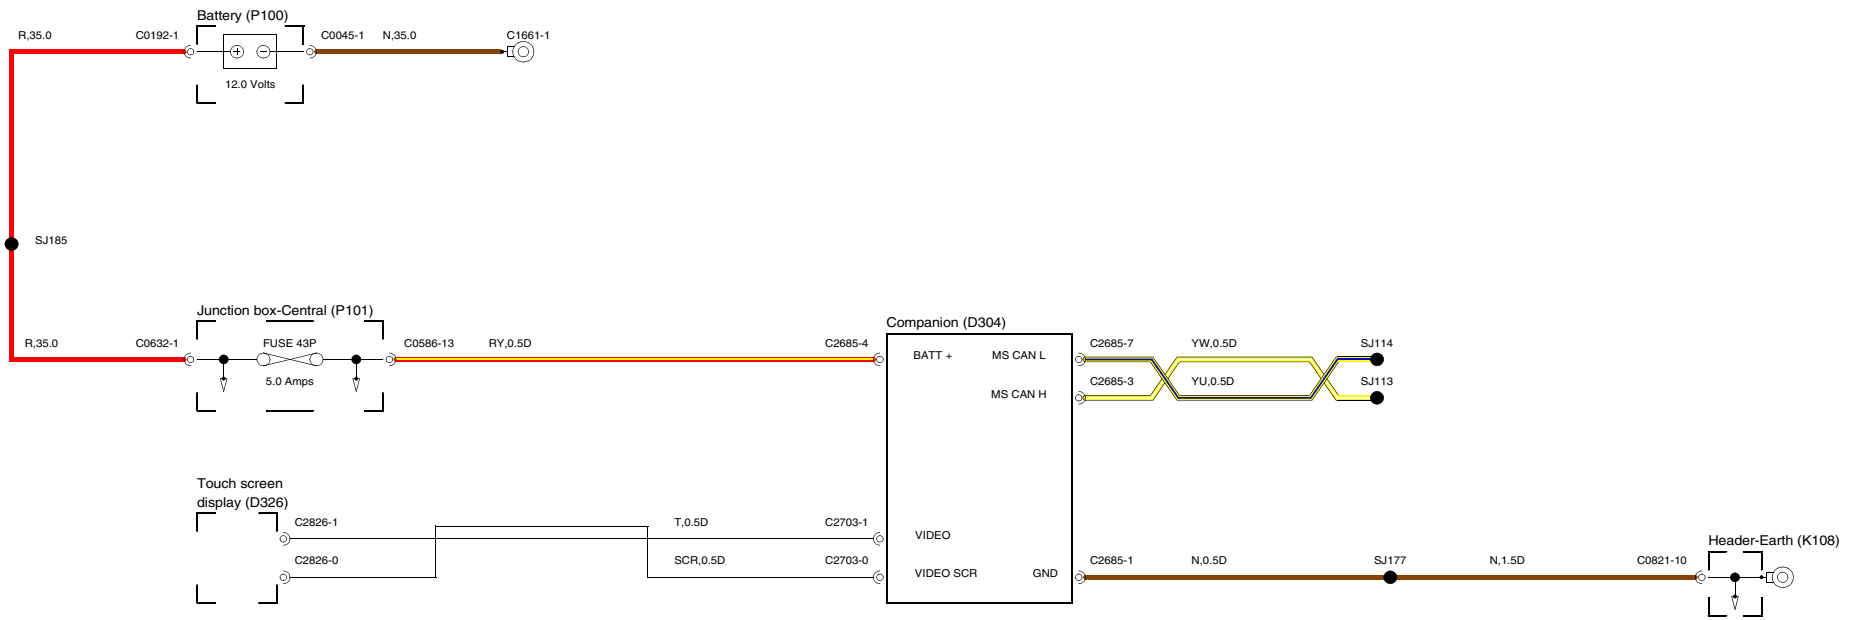 Battery (P100)
R,35.0
C0192-1
C0045-1
N,35.0
C1661-1
12.0 Volts
SJ185
Junction box-Central (P101)
R,35.0
C0632-1
FUSE 43P
5.0 Amps
C0586-13
RY,0.5D
C2685-4
Companion (D304)
BATT +
MS CAN L
MS CAN H
C2685-7
YW,0.5D
SJ114
C2685-3
YU,0.5D
SJ113
Touch screen
display (D326)
C2826-1
T,0.5D
C2703-1
VIDEO
C2826-0
SCR,0.5D
C2703-0
VIDEO SCR
GND
C2685-1
N,0.5D
SJ177
N,1.5D
C0821-10
Header-Earth (K108)